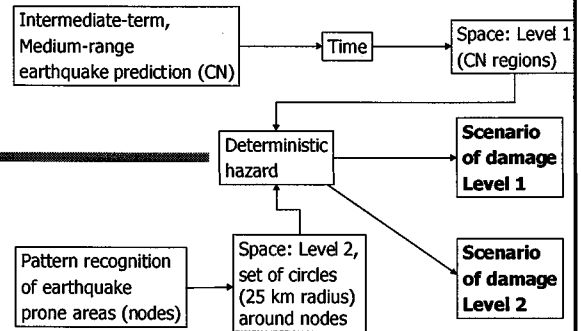 Intermediate-term,
Medium-range
earthquake prediction (CN)
Time
Space: Level 1
(CN regions)
Deterministic
hazard
Scenario
of damage
Level 1
Pattern recognition
of earthquake
prone areas (nodes)
Space: Level 2,
set of circles
(25 km radius)
around nodes
Scenario
of damage
Level 2